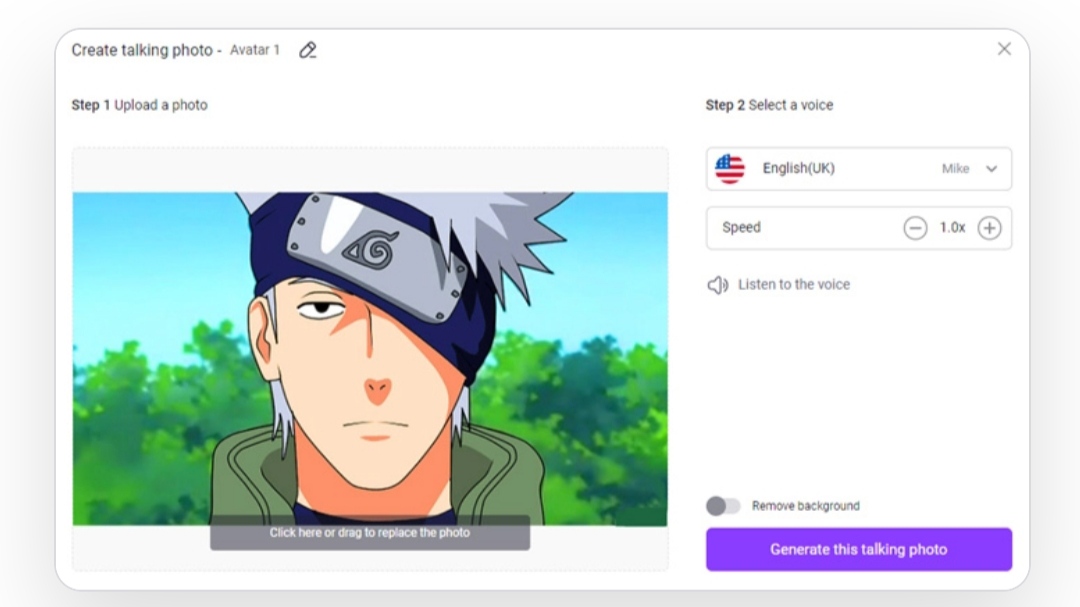 Create talking photo - Avatar 1
Step 1 Upload a photo
Click here or drag to replace the photo
Step 2 Select a voice
English(UK) Mike
Speed 1.0x
Listen to the voice
Remove background
Generate this talking photo